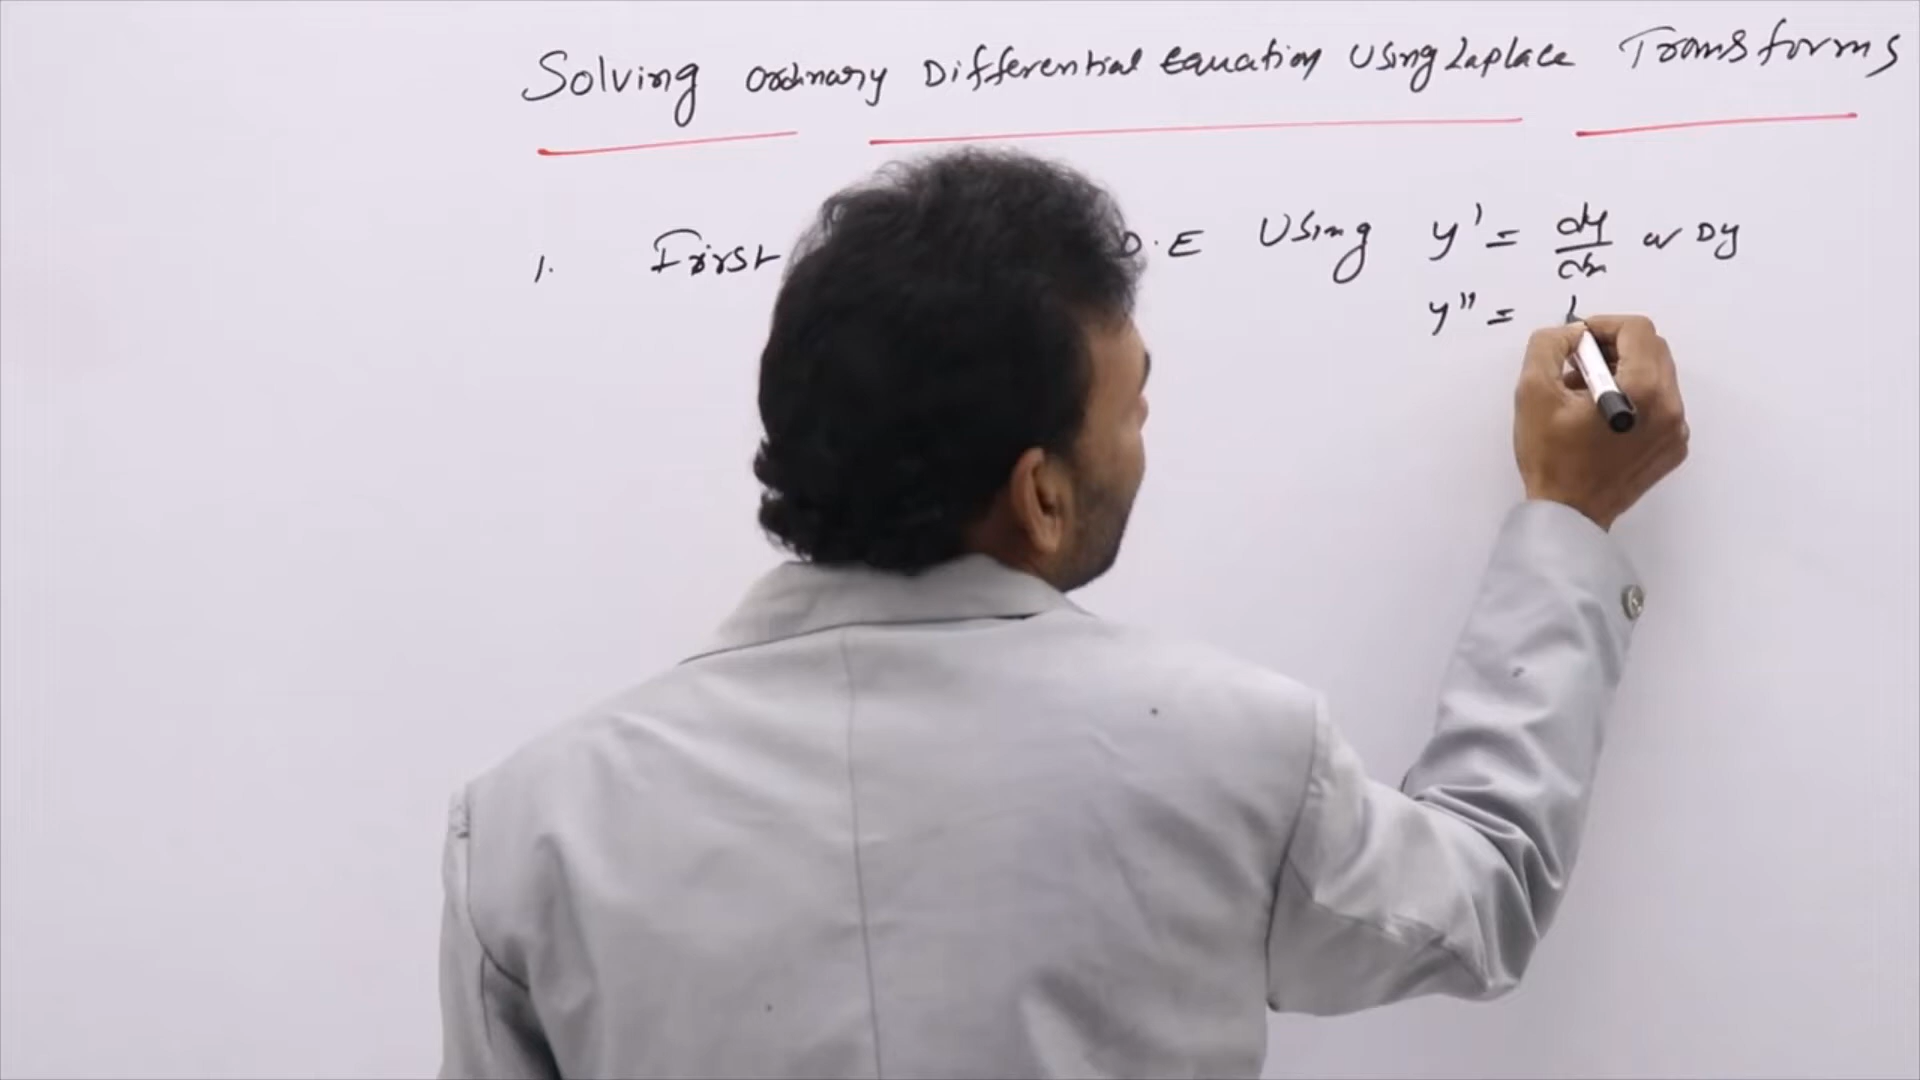 Solving ordinary Differential Equation Using Laplace Transforms
1. First D.E Using y' = dy/dx or Dy
y'' =